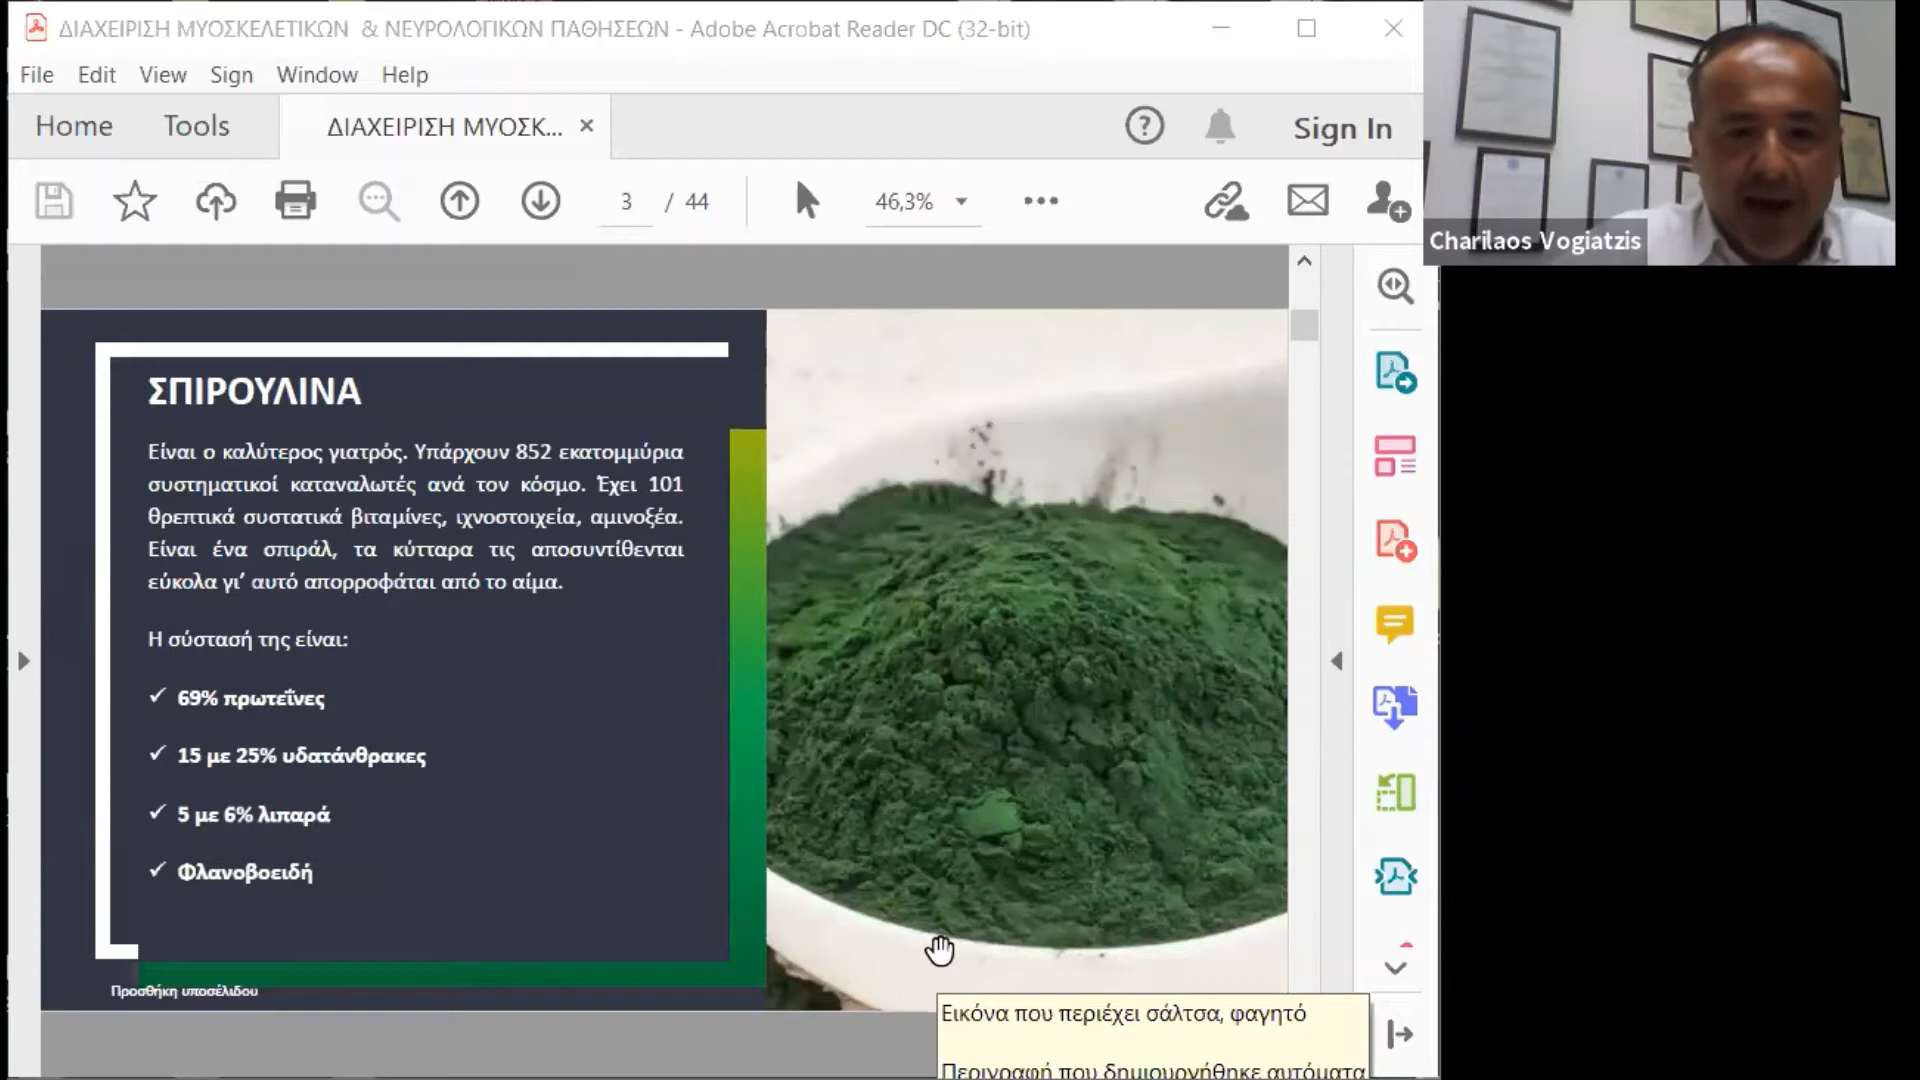 ΔΙΑΧΕΙΡΙΣΗ ΜΥΟΣΚΕΛΕΤΙΚΩΝ & ΝΕΥΡΟΛΟΓΙΚΩΝ ΠΑΘΗΣΕΩΝ - Adobe Acrobat Reader DC (32-bit)
File Edit View Sign Window Help
Home Tools ΔΙΑΧΕΙΡΙΣΗ ΜΥΟΣΚ... Sign In
3 / 44 46,3%
Charilaos Vogiatzis
ΣΠΙΡΟΥΛΙΝΑ
Είναι ο καλύτερος γιατρός. Υπάρχουν 852 εκατομμύρια
συστηματικοί καταναλωτές ανά τον κόσμο. Έχει 101
θρεπτικά συστατικά βιταμίνες, ιχνοστοιχεία, αμινοξέα.
Είναι ένα σπιράλ, τα κύτταρα τις αποσυντίθενται
εύκολα γι’ αυτό απορροφάται από το αίμα.
Η σύστασή της είναι:
✓ 69% πρωτεΐνες
✓ 15 με 25% υδατάνθρακες
✓ 5 με 6% λιπαρά
✓ Φλανοβοειδή
Προσθήκη υποσέλιδου
Εικόνα που περιέχει σάλτσα, φαγητό
Περιγραφή που δημιουργήθηκε αυτόματα